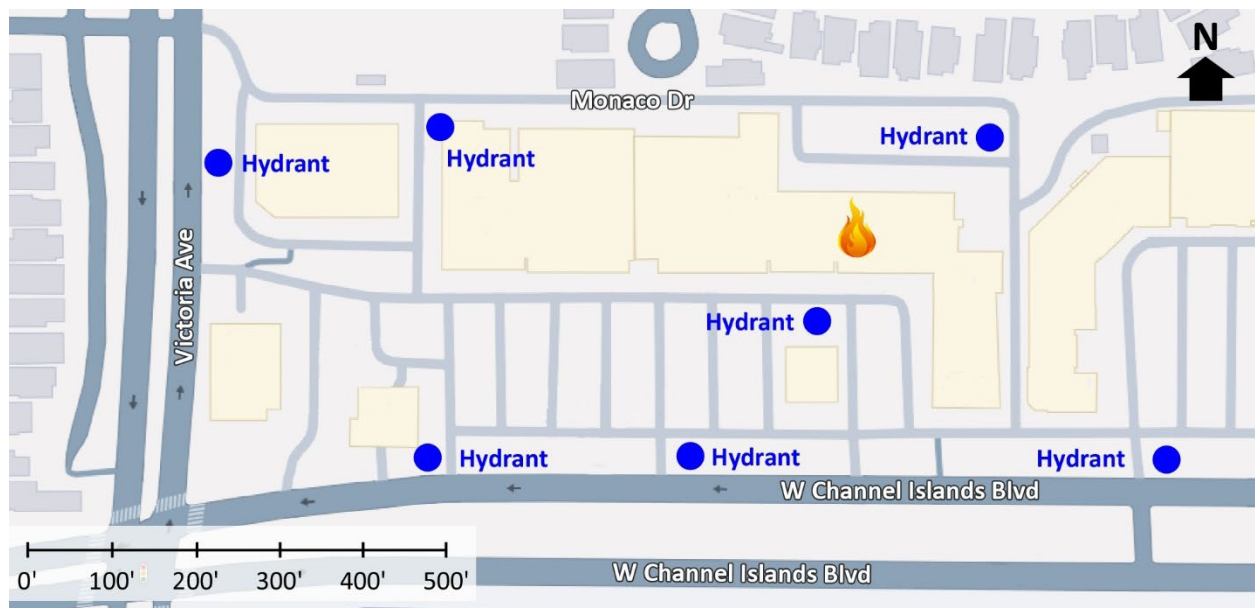 N
Monaco Dr
Hydrant
Hydrant
Hydrant
Victoria Ave
Hydrant
Hydrant
Hydrant
Hydrant
W Channel Islands Blvd
0' 100' 200' 300' 400' 500'
W Channel Islands Blvd